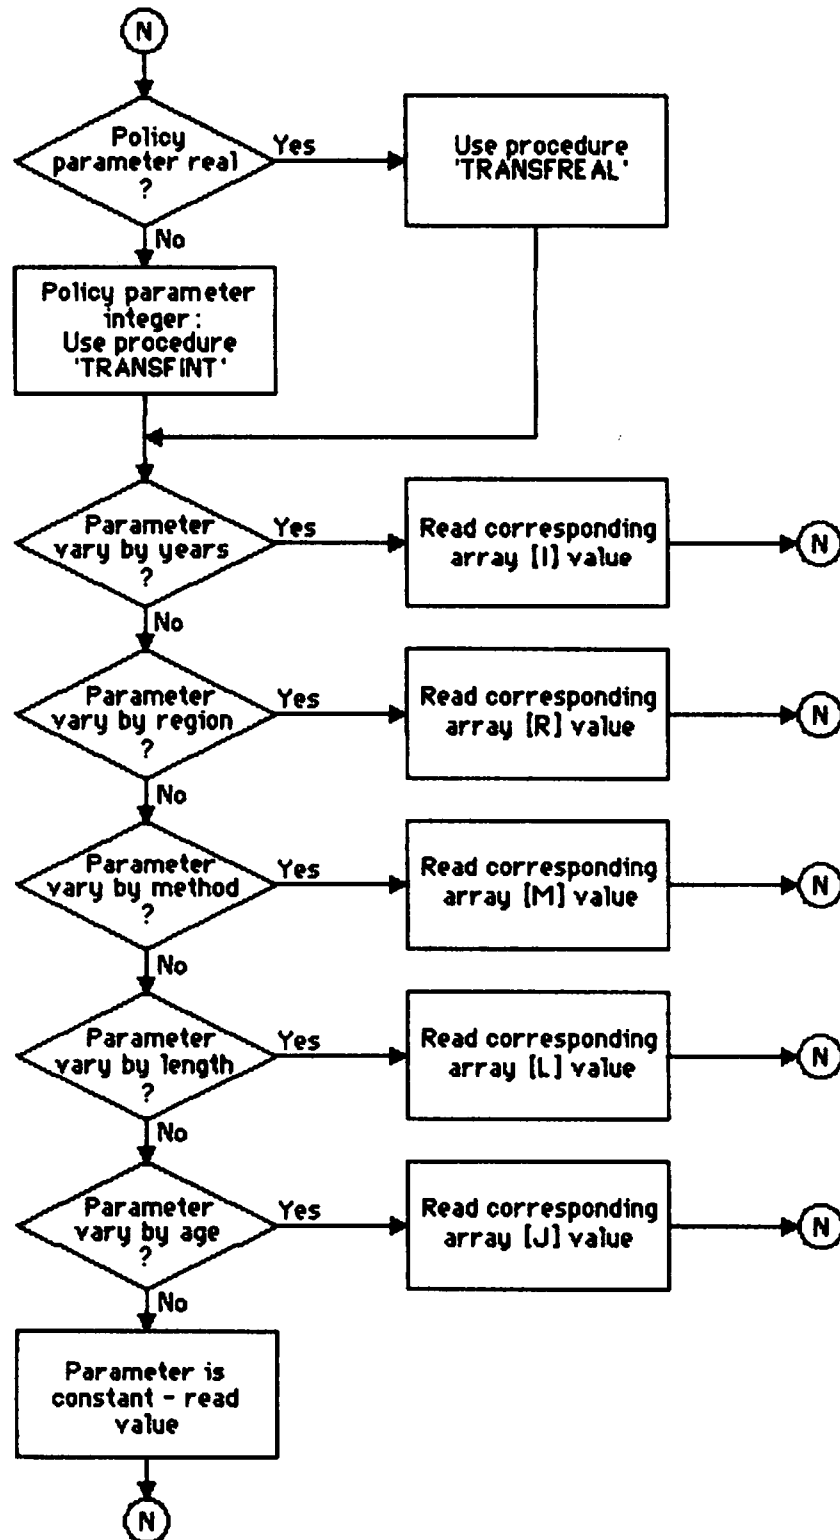 N
Policy
parameter real
?
Yes
Use procedure
'TRANSFREAL'
No
Policy parameter
integer:
Use procedure
'TRANSFINT'
Parameter
vary by years
?
Yes
Read corresponding
array [I] value
N
No
Parameter
vary by region
?
Yes
Read corresponding
array [R] value
N
No
Parameter
vary by method
?
Yes
Read corresponding
array [M] value
N
No
Parameter
vary by length
?
Yes
Read corresponding
array [L] value
N
No
Parameter
vary by age
?
Yes
Read corresponding
array [J] value
N
No
Parameter is
constant - read
value
N